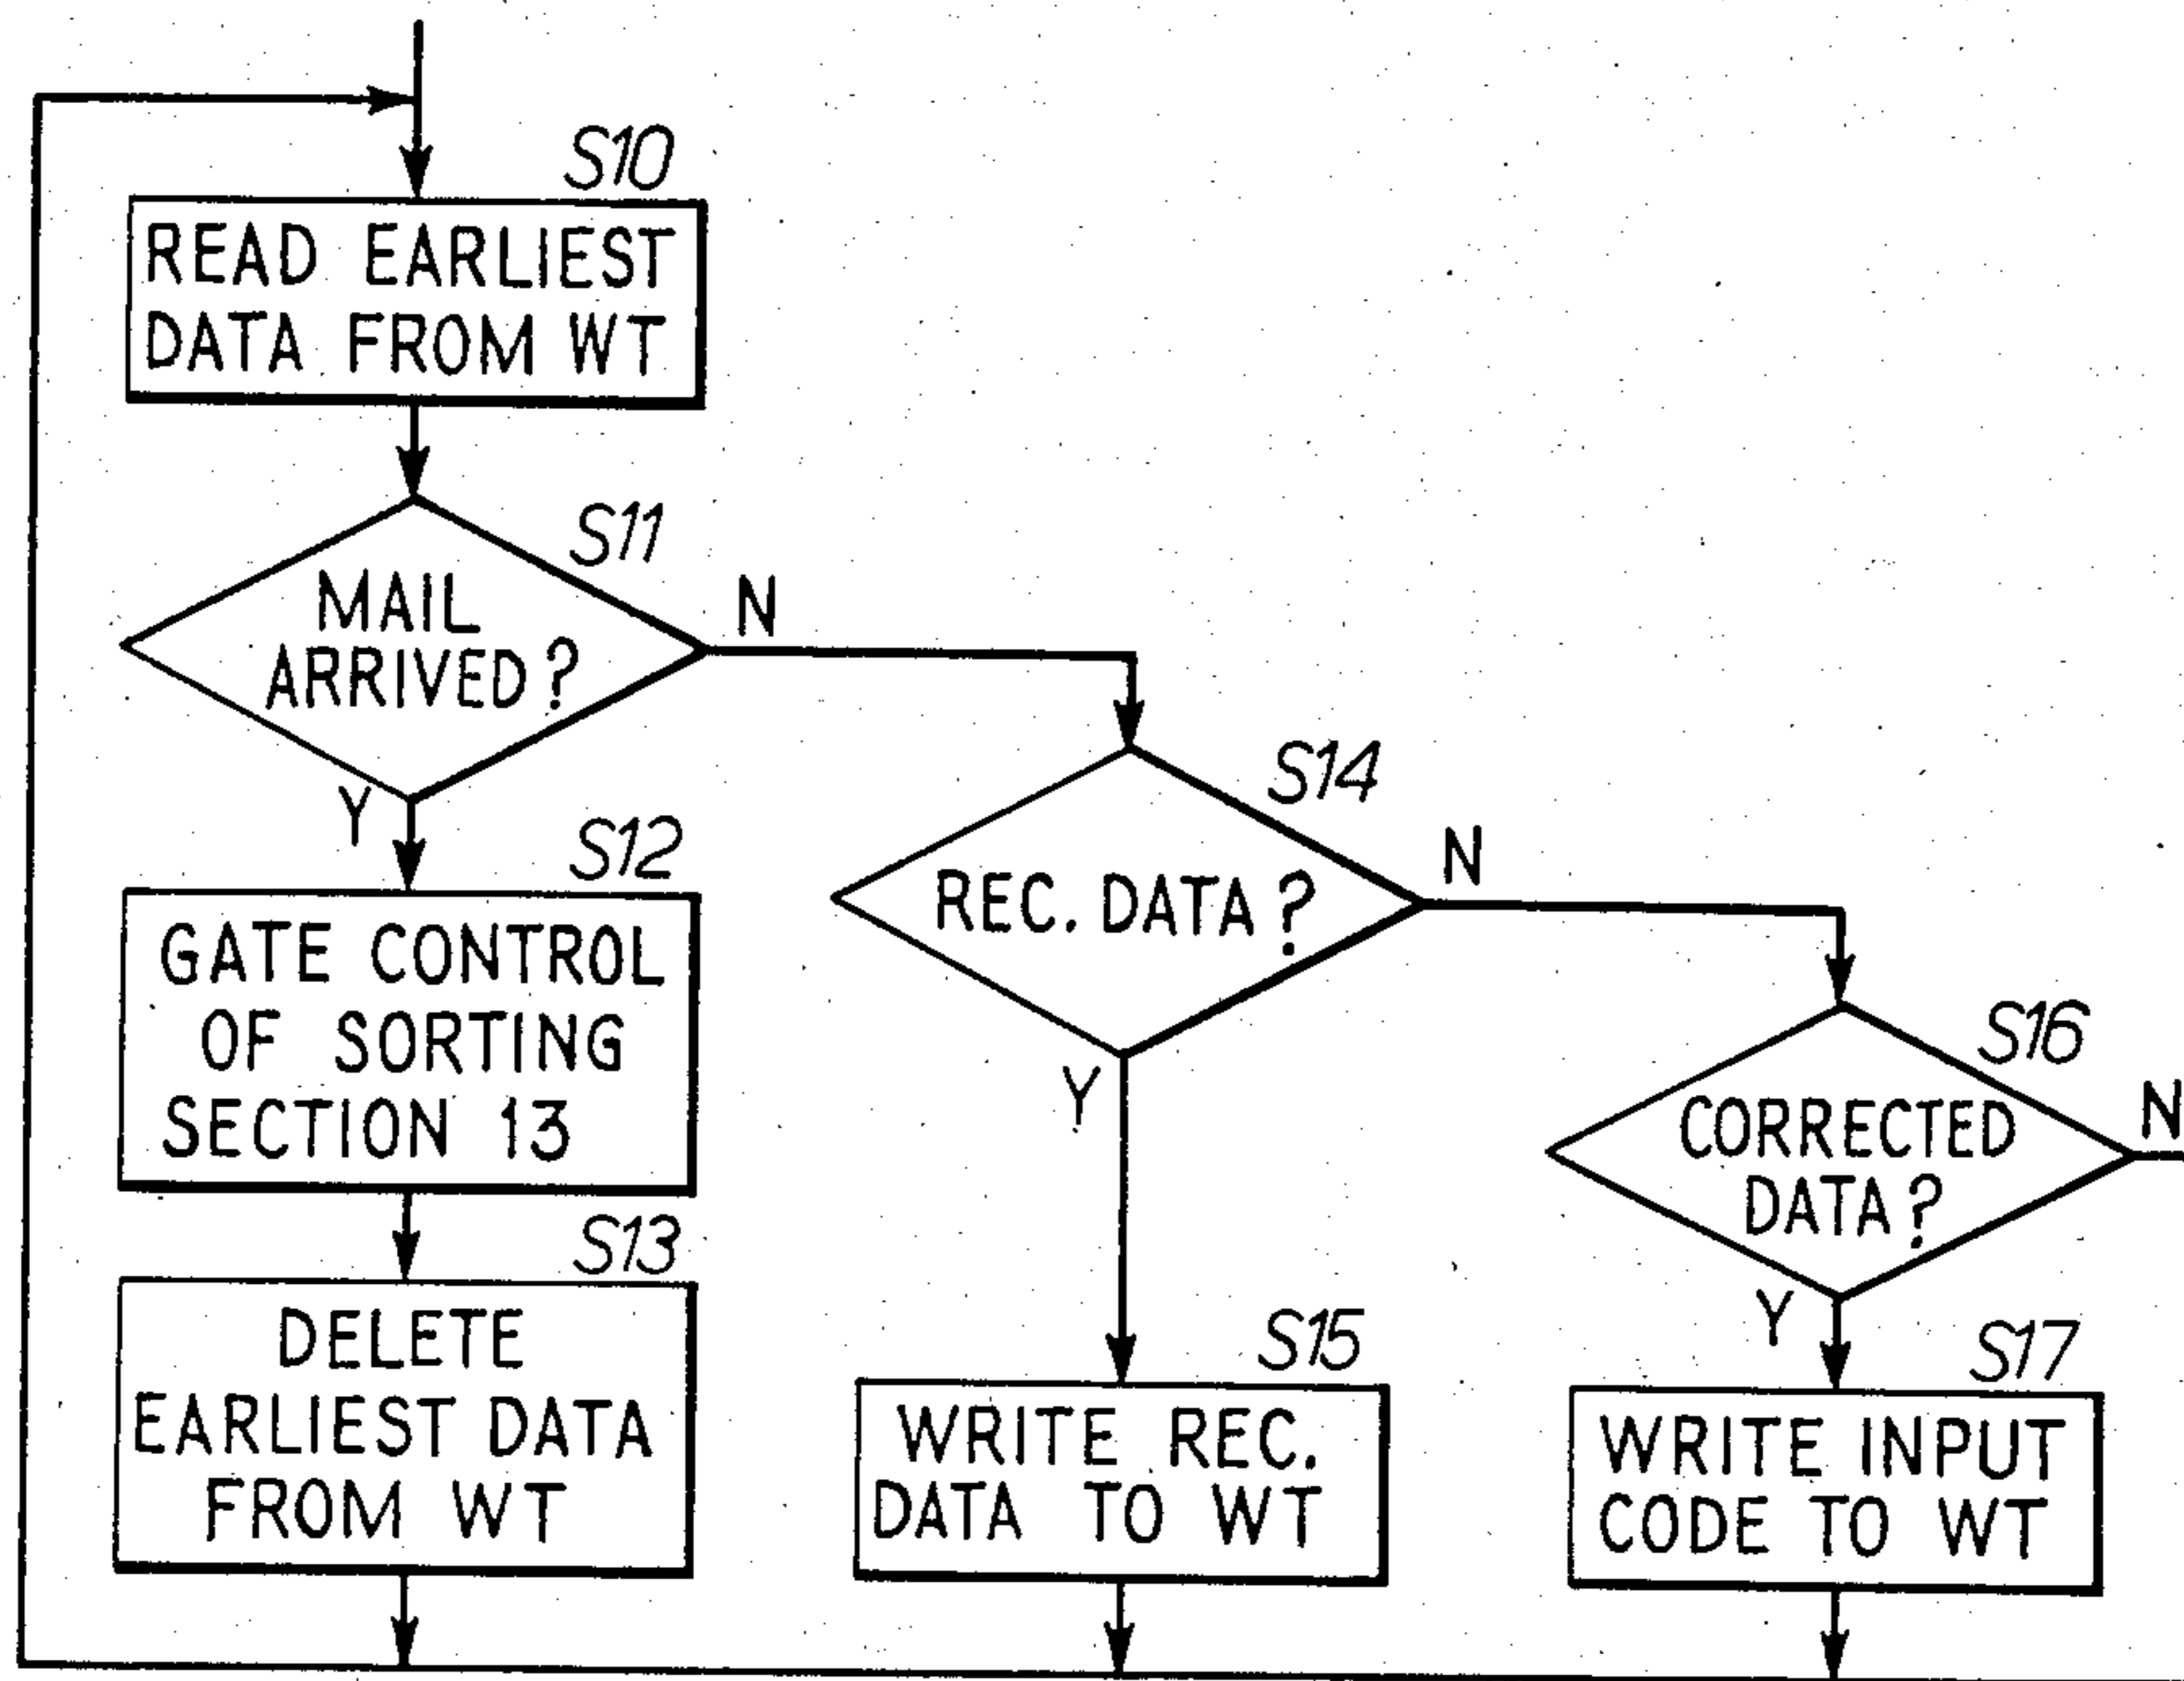 S10
READ EARLIEST
DATA FROM WT
S11
MAIL
ARRIVED?
N
Y
S12
GATE CONTROL
OF SORTING
SECTION 13
S13
DELETE
EARLIEST DATA
FROM WT
S14
REC. DATA?
N
Y
S15
WRITE REC.
DATA TO WT
S16
CORRECTED
DATA?
N
Y
S17
WRITE INPUT
CODE TO WT